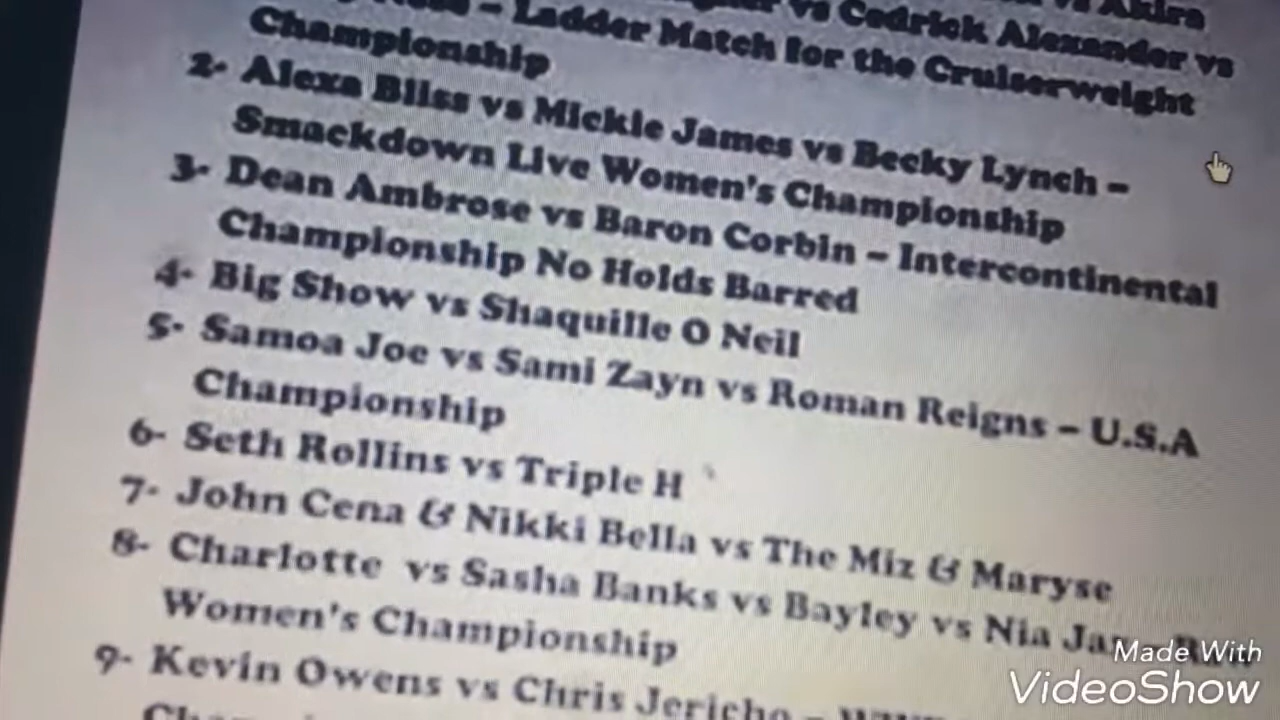 vs Akira
vs Cedrick Alexander vs
– Ladder Match for the Cruiserweight
Championship
2- Alexa Bliss vs Mickie James vs Becky Lynch –
Smackdown Live Women's Championship
3- Dean Ambrose vs Baron Corbin – Intercontinental
Championship No Holds Barred
4- Big Show vs Shaquille O Neil
5- Samoa Joe vs Sami Zayn vs Roman Reigns – U.S.A
Championship
6- Seth Rollins vs Triple H
7- John Cena & Nikki Bella vs The Miz & Maryse
8- Charlotte vs Sasha Banks vs Bayley vs Nia
Women's Championship
9- Kevin Owens vs Chris Jericho –
Made With
VideoShow